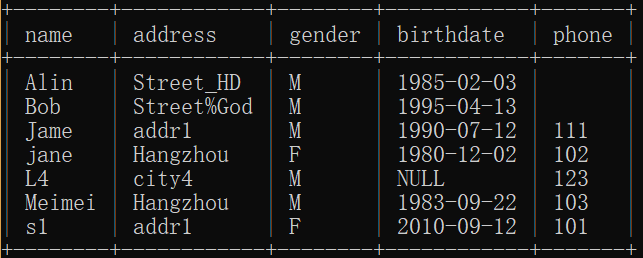 name address gender birthdate phone
Alin Street_HD M 1985-02-03
Bob Street%God M 1995-04-13
Jame addr1 M 1990-07-12 111
jane Hangzhou F 1980-12-02 102
L4 city4 M NULL 123
Meimei Hangzhou M 1983-09-22 103
s1 addr1 F 2010-09-12 101